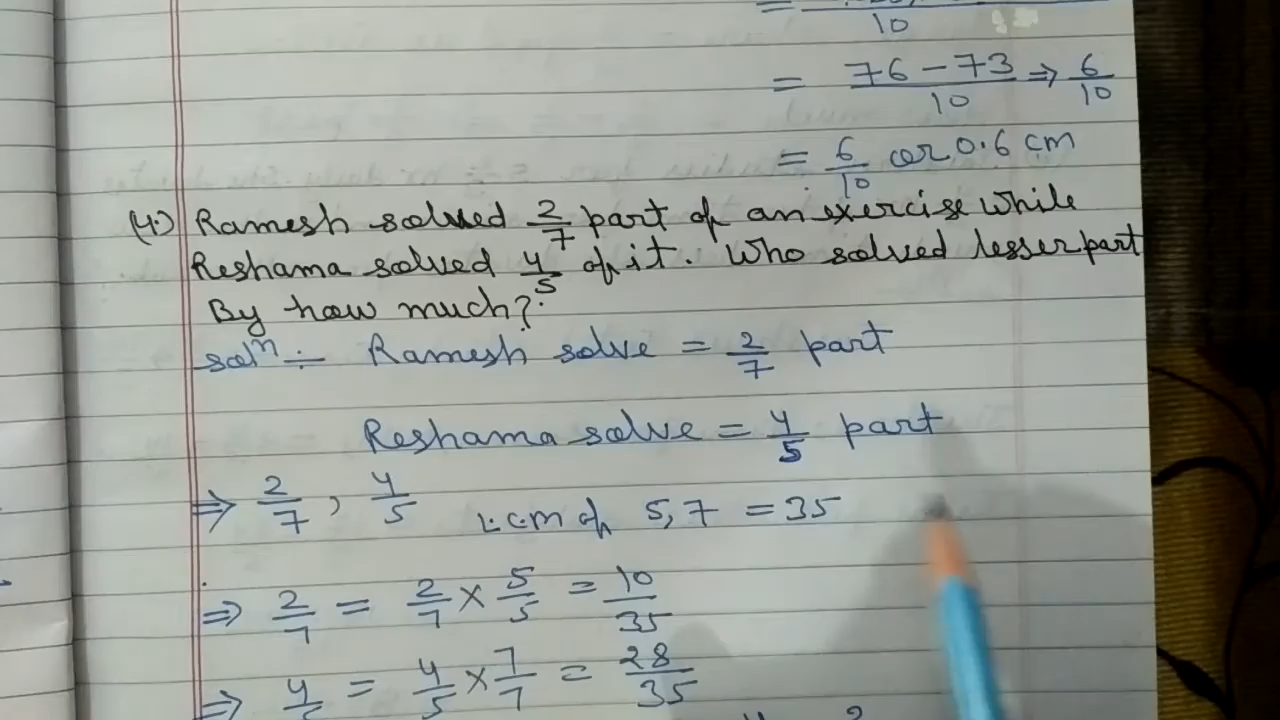 = /10
= 76-73/10 ⇒ 6/10
= 6/10 or 0.6 cm
(4.) Ramesh solved 2/7 part of an exercise while
Reshama solved 4/5 of it. Who solved lesser part
By how much?
solⁿ ÷ Ramesh solve = 2/7 part
Reshama solve = 4/5 part
⇒ 2/7 , 4/5 Lcm of 5,7 = 35
⇒ 2/7 = 2/7 × 5/5 = 10/35
⇒ 4/5 = 4/5 × 7/7 = 28/35